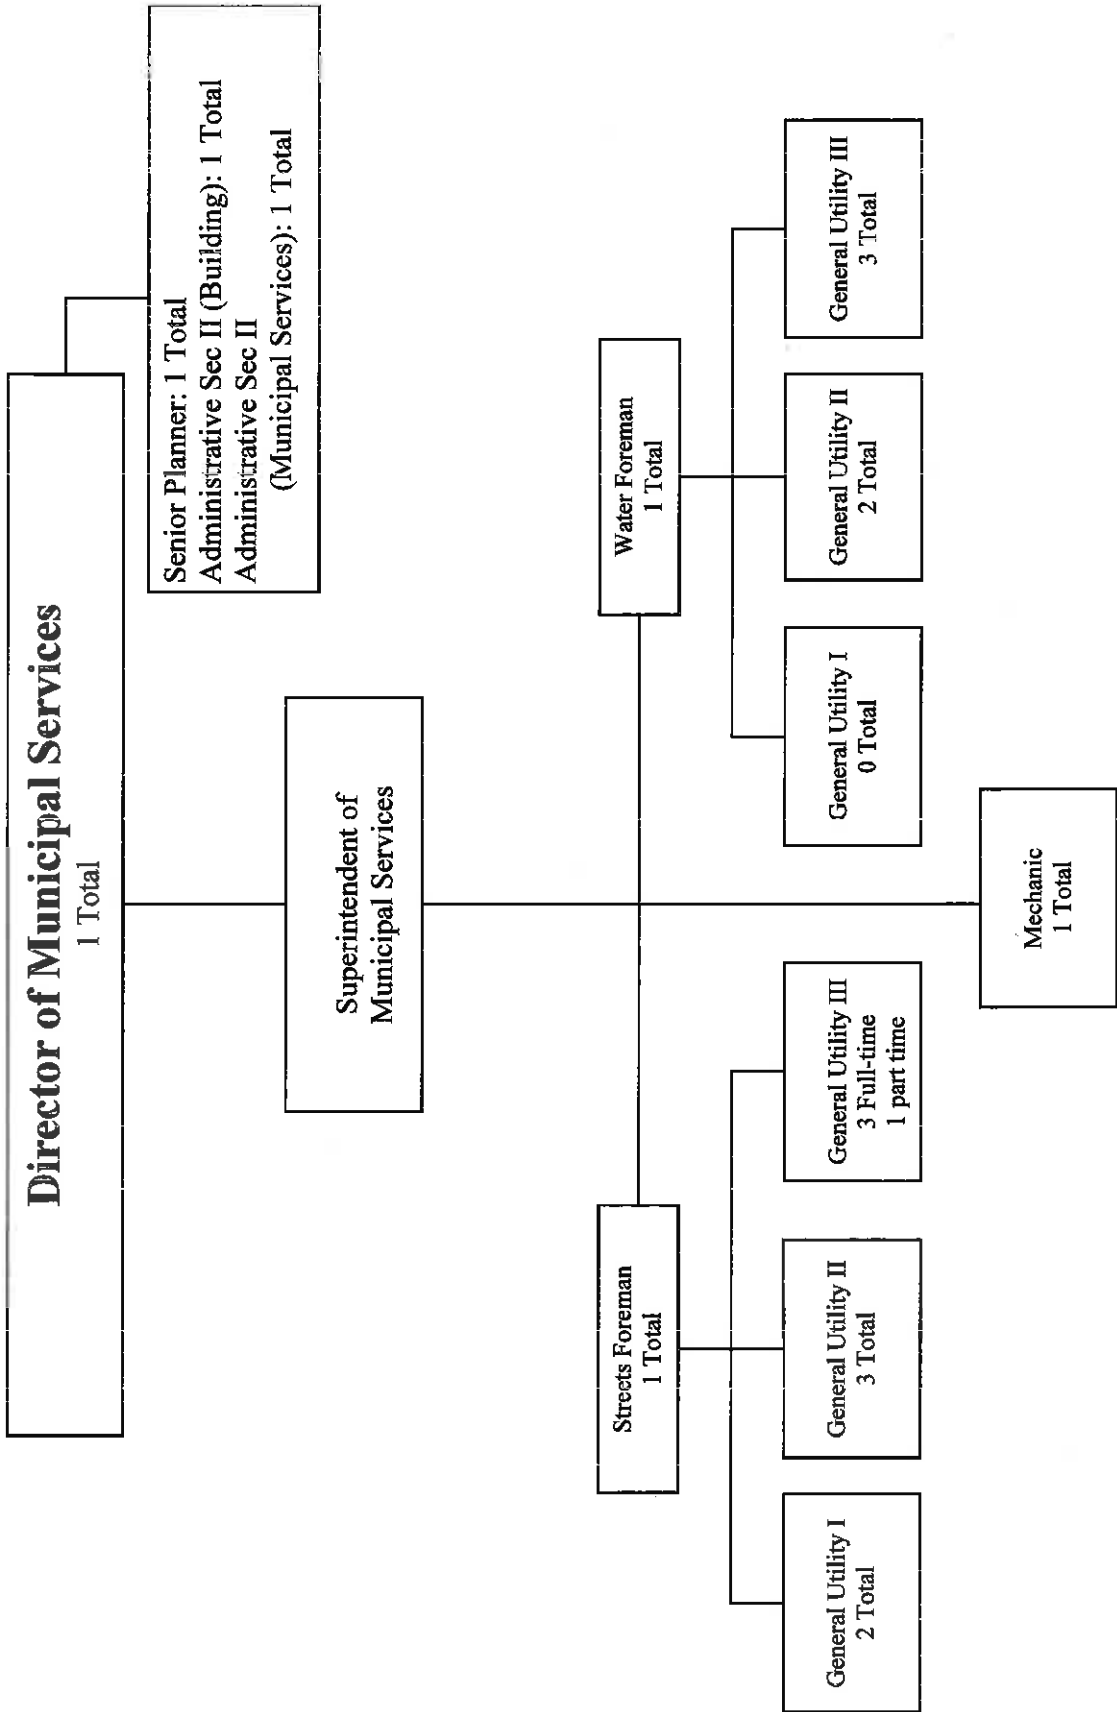 Director of Municipal Services
1 Total
Senior Planner: 1 Total
Administrative Sec II (Building): 1 Total
Administrative Sec II
(Municipal Services): 1 Total
Superintendent of
Municipal Services
Streets Foreman
1 Total
Water Foreman
1 Total
General Utility I
2 Total
General Utility II
3 Total
General Utility III
3 Full-time
1 part time
General Utility I
0 Total
General Utility II
2 Total
General Utility III
3 Total
Mechanic
1 Total